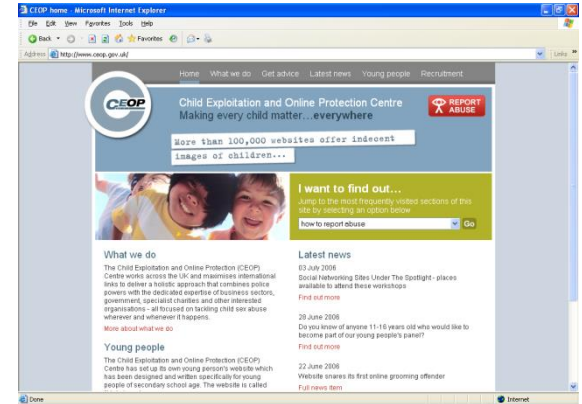 CEOP home - Microsoft Internet Explorer
File Edit View Favorites Tools Help
Back Favorites
Address http://www.ceop.gov.uk/ Links
Home What we do Get advice Latest news Young people Recruitment
CEOP
Child Exploitation and Online Protection Centre
Making every child matter...everywhere
REPORT
ABUSE
More than 100,000 websites offer indecent
images of children...
I want to find out...
Jump to the most frequently visited sections of this
site by selecting an option below
how to report abuse Go
What we do
The Child Exploitation and Online Protection (CEOP)
Centre works across the UK and maximises international
links to deliver a holistic approach that combines police
powers with the dedicated expertise of business sectors,
government, specialist charities and other interested
organisations - all focused on tackling child sex abuse
wherever and whenever it happens.
More about what we do
Young people
The Child Exploitation and Online Protection (CEOP)
Centre has set up its own young person's website which
has been designed and written specifically for young
people of secondary school age. The website is called
Latest news
03 July 2006
Social Networking Sites Under The Spotlight - places
available to attend these workshops
Find out more
28 June 2006
Do you know of anyone 11-16 years old who would like to
become part of our young people's panel?
Find out more
22 June 2006
Website snares its first online grooming offender
Full news item
Done Internet